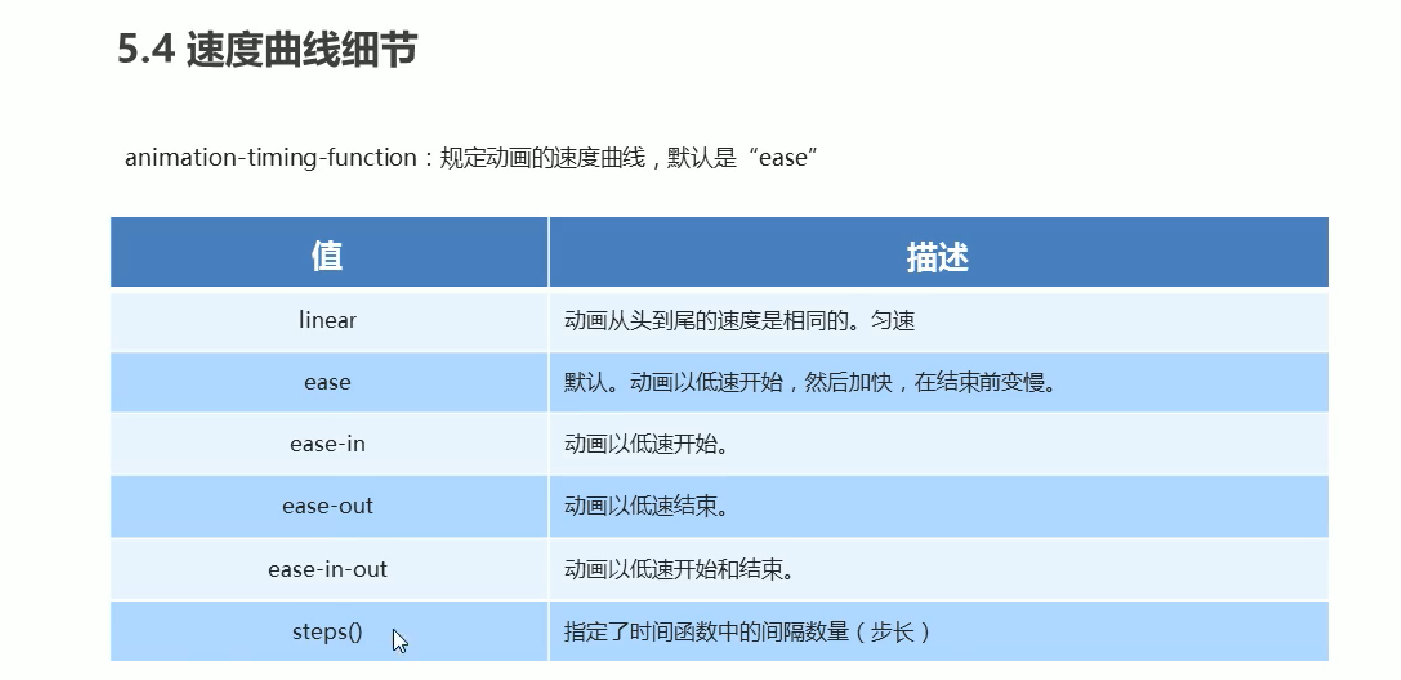 5.4 速度曲线细节
animation-timing-function：规定动画的速度曲线，默认是“ease”
值 描述
linear 动画从头到尾的速度是相同的。匀速
ease 默认。动画以低速开始，然后加快，在结束前变慢。
ease-in 动画以低速开始。
ease-out 动画以低速结束。
ease-in-out 动画以低速开始和结束。
steps() 指定了时间函数中的间隔数量（步长）